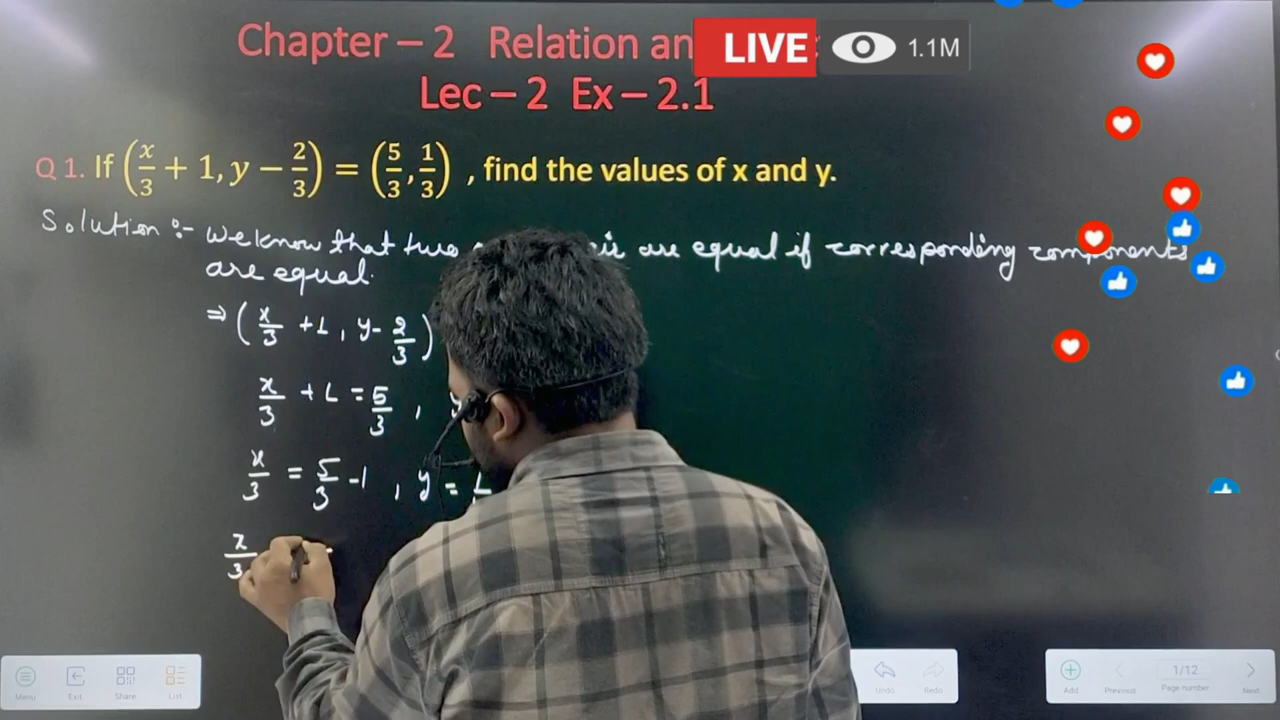 Chapter – 2 Relation an
LIVE 1.1M
Lec – 2 Ex – 2.1
Q 1. If (x/3 + 1, y − 2/3) = (5/3, 1/3) , find the values of x and y.
Solution :- We know that two are equal if corresponding components
are equal.
⇒ (x/3 + 1, y - 2/3)
x/3 + 1 = 5/3 , y
x/3 = 5/3 - 1 , y = 1
x/3
Menu Exit Share List Undo Redo Add Previous 1/12 Page number Next